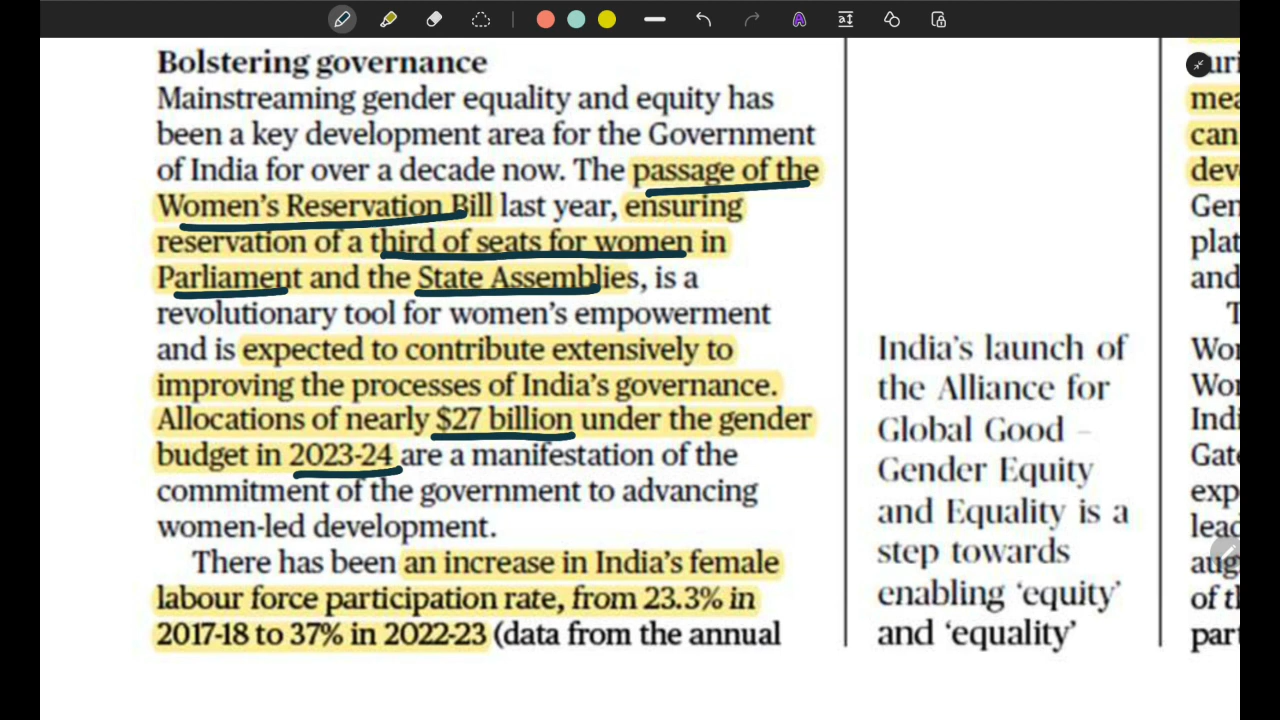 Bolstering governance
Mainstreaming gender equality and equity has
been a key development area for the Government
of India for over a decade now. The passage of the
Women's Reservation Bill last year, ensuring
reservation of a third of seats for women in
Parliament and the State Assemblies, is a
revolutionary tool for women's empowerment
and is expected to contribute extensively to
improving the processes of India's governance.
Allocations of nearly $27 billion under the gender
budget in 2023-24 are a manifestation of the
commitment of the government to advancing
women-led development.
There has been an increase in India's female
labour force participation rate, from 23.3% in
2017-18 to 37% in 2022-23 (data from the annual
India's launch of
the Alliance for
Global Good –
Gender Equity
and Equality is a
step towards
enabling 'equity'
and 'equality'
and
of